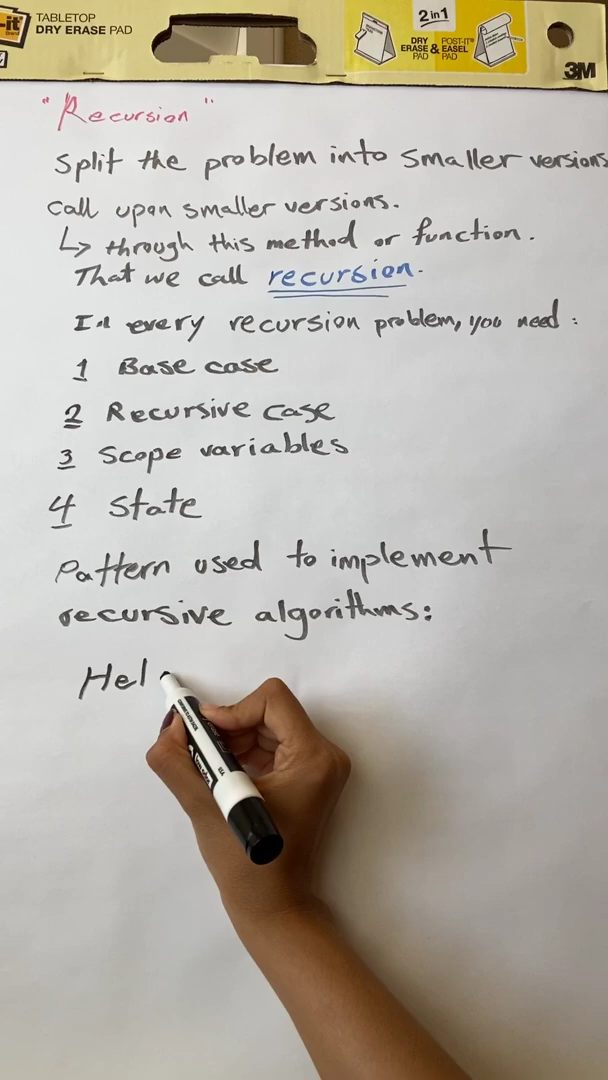 -it
Brand
TABLETOP
DRY ERASE PAD
2 in 1
DRY ERASE PAD & POST-IT® EASEL PAD
3M
"Recursion"
Split the problem into smaller versions
call upon smaller versions.
↳ through this method or function.
That we call recursion.
In every recursion problem, you need:
1 Base case
2 Recursive case
3 Scope variables
4 State
Pattern used to implement
recursive algorithms:
Hel